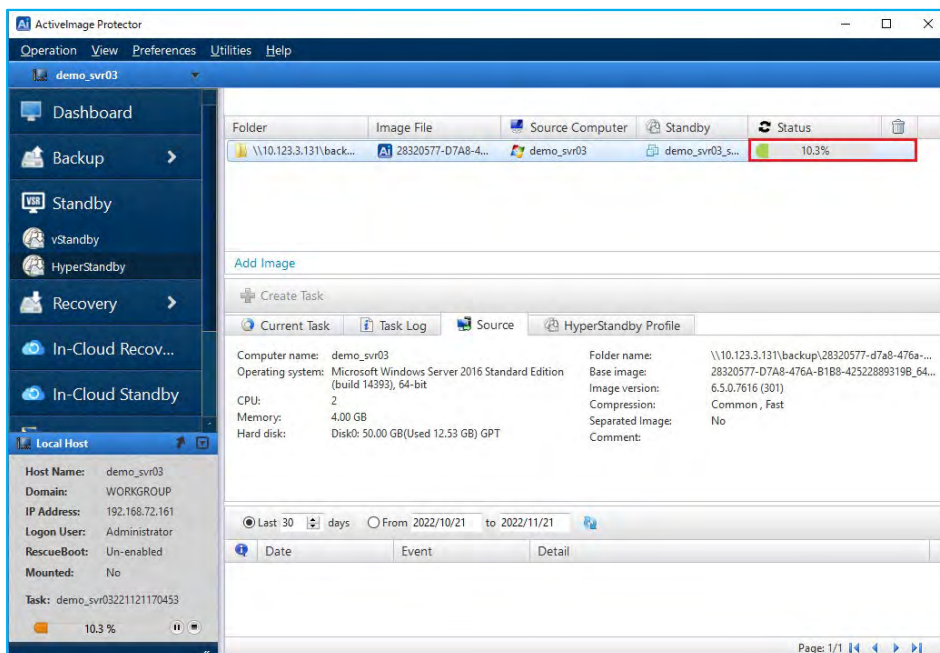 ActiveImage Protector
Operation View Preferences Utilities Help
demo_svr03
Dashboard
Backup
Standby
vStandby
HyperStandby
Recovery
In-Cloud Recov...
In-Cloud Standby
Local Host
Host Name: demo_svr03
Domain: WORKGROUP
IP Address: 192.168.72.161
Logon User: Administrator
RescueBoot: Un-enabled
Mounted: No
Task: demo_svr03221121170453
10.3 %
Folder Image File Source Computer Standby Status
\\10.123.3.131\back... 28320577-D7A8-4... demo_svr03 demo_svr03_s... 10.3%
Add Image
Create Task
Current Task Task Log Source HyperStandby Profile
Computer name: demo_svr03
Operating system: Microsoft Windows Server 2016 Standard Edition
(build 14393), 64-bit
CPU: 2
Memory: 4.00 GB
Hard disk: Disk0: 50.00 GB(Used 12.53 GB) GPT
Folder name: \\10.123.3.131\backup\28320577-d7a8-476a-...
Base image: 28320577-D7A8-476A-B1B8-42522889319B_64...
Image version: 6.5.0.7616 (301)
Compression: Common , Fast
Separated Image: No
Comment:
Last 30 days From 2022/10/21 to 2022/11/21
Date Event Detail
Page: 1/1